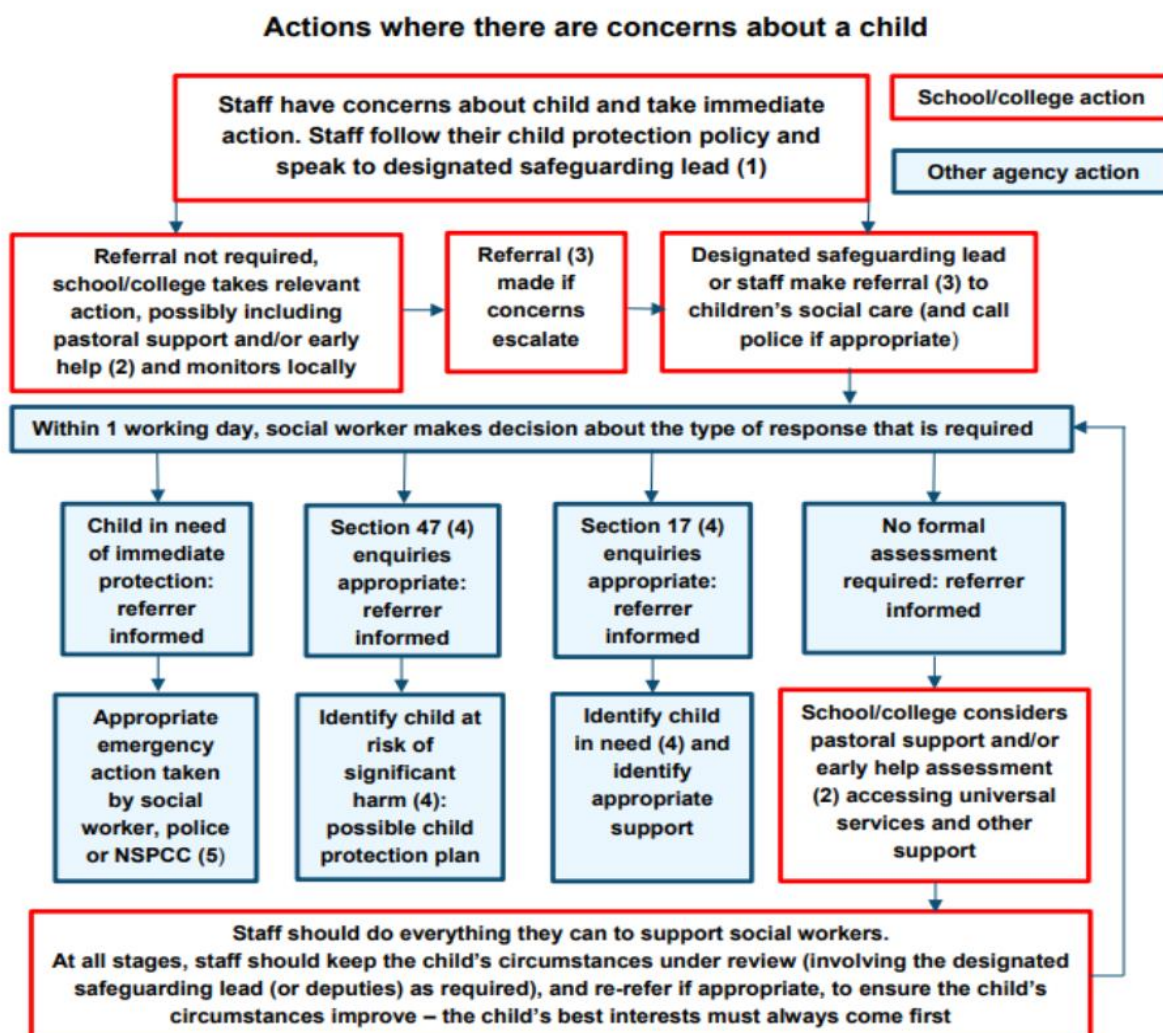 Actions where there are concerns about a child
Staff have concerns about child and take immediate
action. Staff follow their child protection policy and
speak to designated safeguarding lead (1)
School/college action
Other agency action
Referral not required,
school/college takes relevant
action, possibly including
pastoral support and/or early
help (2) and monitors locally
Referral (3)
made if
concerns
escalate
Designated safeguarding lead
or staff make referral (3) to
children’s social care (and call
police if appropriate)
Within 1 working day, social worker makes decision about the type of response that is required
Child in need
of immediate
protection:
referrer
informed
Section 47 (4)
enquiries
appropriate:
referrer
informed
Section 17 (4)
enquiries
appropriate:
referrer
informed
No formal
assessment
required: referrer
informed
Appropriate
emergency
action taken
by social
worker, police
or NSPCC (5)
Identify child at
risk of
significant
harm (4):
possible child
protection plan
Identify child
in need (4) and
identify
appropriate
support
School/college considers
pastoral support and/or
early help assessment
(2) accessing universal
services and other
support
Staff should do everything they can to support social workers.
At all stages, staff should keep the child’s circumstances under review (involving the designated
safeguarding lead (or deputies) as required), and re-refer if appropriate, to ensure the child’s
circumstances improve – the child’s best interests must always come first